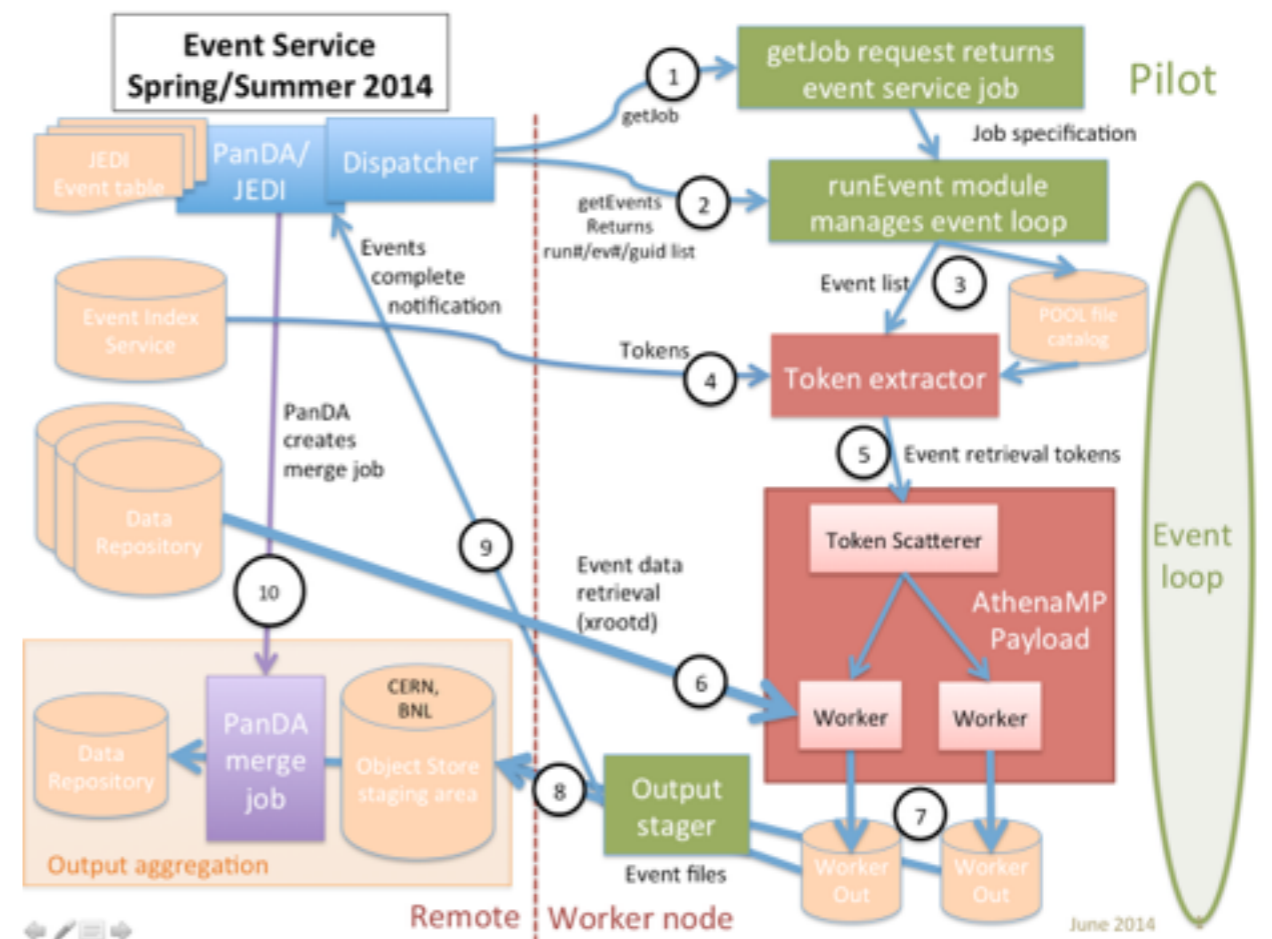 Event Service
Spring/Summer 2014
JEDI
Event table
PanDA/
JEDI
Dispatcher
1
getJob
getJob request returns
event service job
Pilot
Job specification
2
getEvents
Returns
run#/ev#/guid list
runEvent module
manages event loop
Events
complete
notification
Event list
3
POOL file
catalog
Event Index
Service
Tokens
4
Token extractor
PanDA
creates
merge job
5
Event retrieval tokens
Data
Repository
9
Event data
retrieval
(xrootd)
Token Scatterer
AthenaMP
Payload
Event
loop
10
6
Worker
Worker
CERN,
BNL
Data
Repository
PanDA
merge
job
Object Store
staging area
8
Output
stager
7
Worker
Out
Worker
Out
Output aggregation
Event files
Remote
Worker node
June 2014